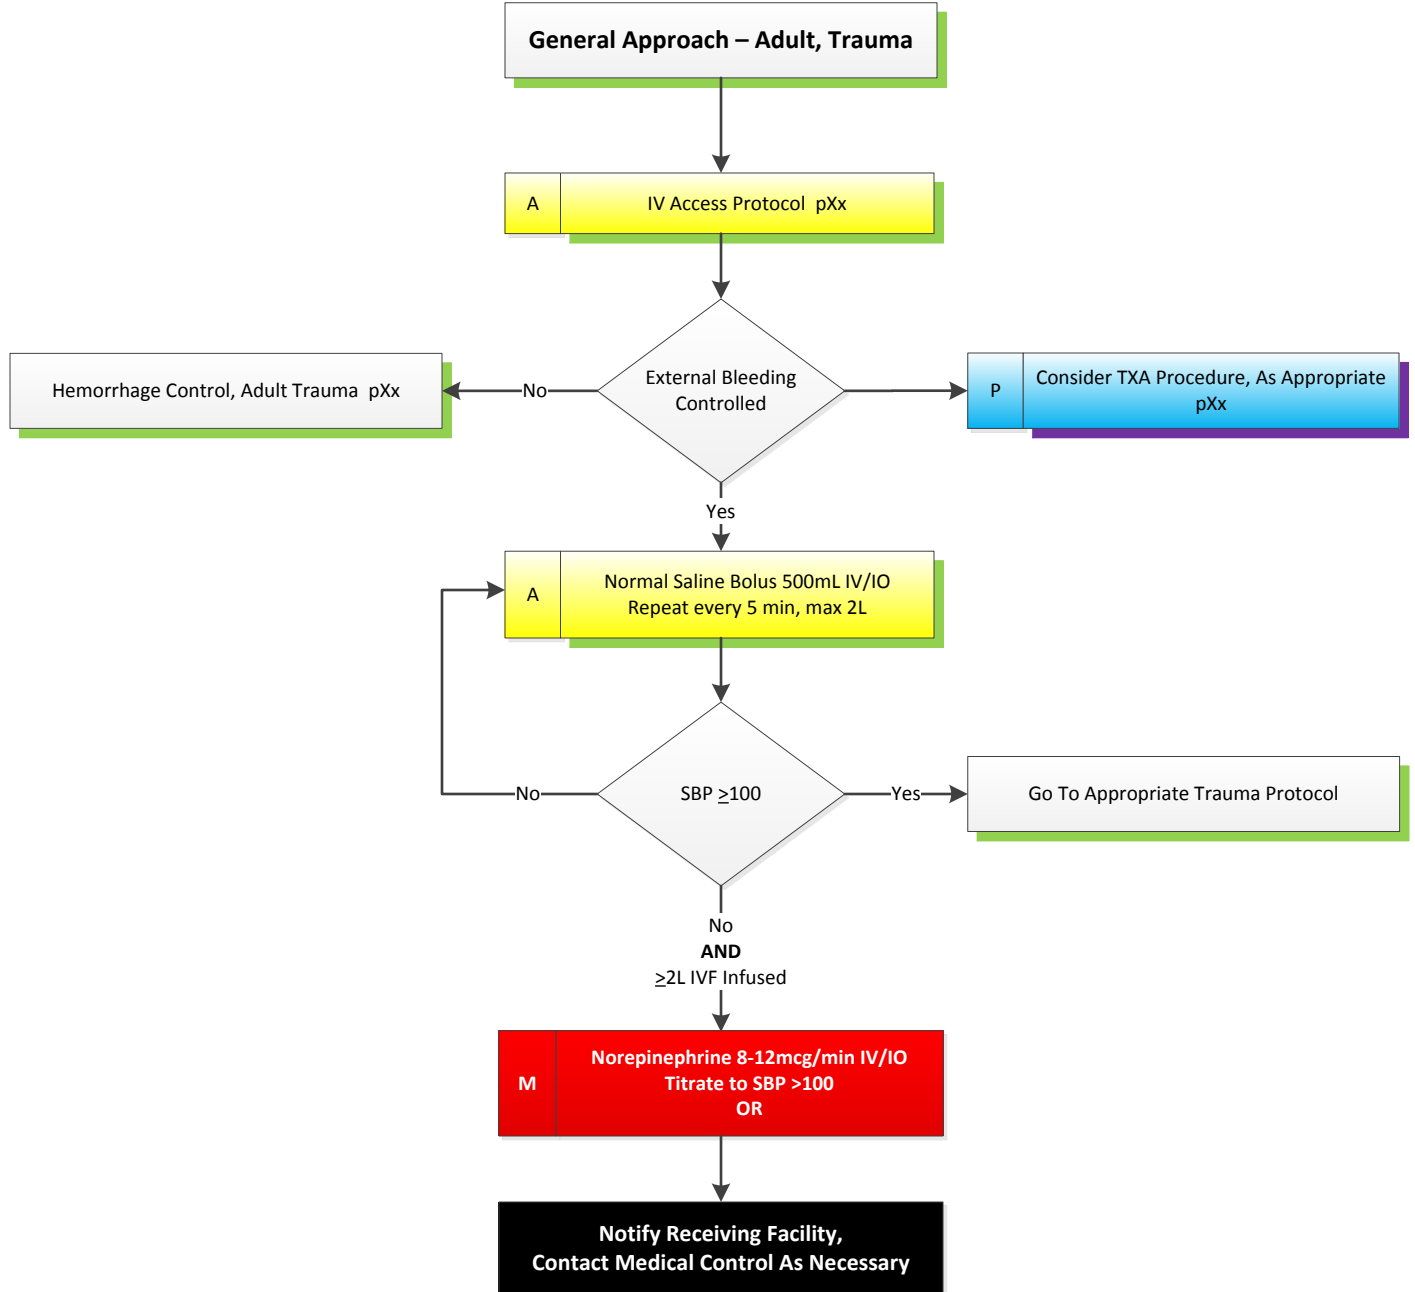 General Approach – Adult, Trauma
A
IV Access Protocol pXx
External Bleeding
Controlled
No
Hemorrhage Control, Adult Trauma pXx
P
Consider TXA Procedure, As Appropriate
pXx
Yes
A
Normal Saline Bolus 500mL IV/IO
Repeat every 5 min, max 2L
SBP ≥100
No
Yes
Go To Appropriate Trauma Protocol
No
AND
≥2L IVF Infused
M
Norepinephrine 8-12mcg/min IV/IO
Titrate to SBP >100
OR
Notify Receiving Facility,
Contact Medical Control As Necessary